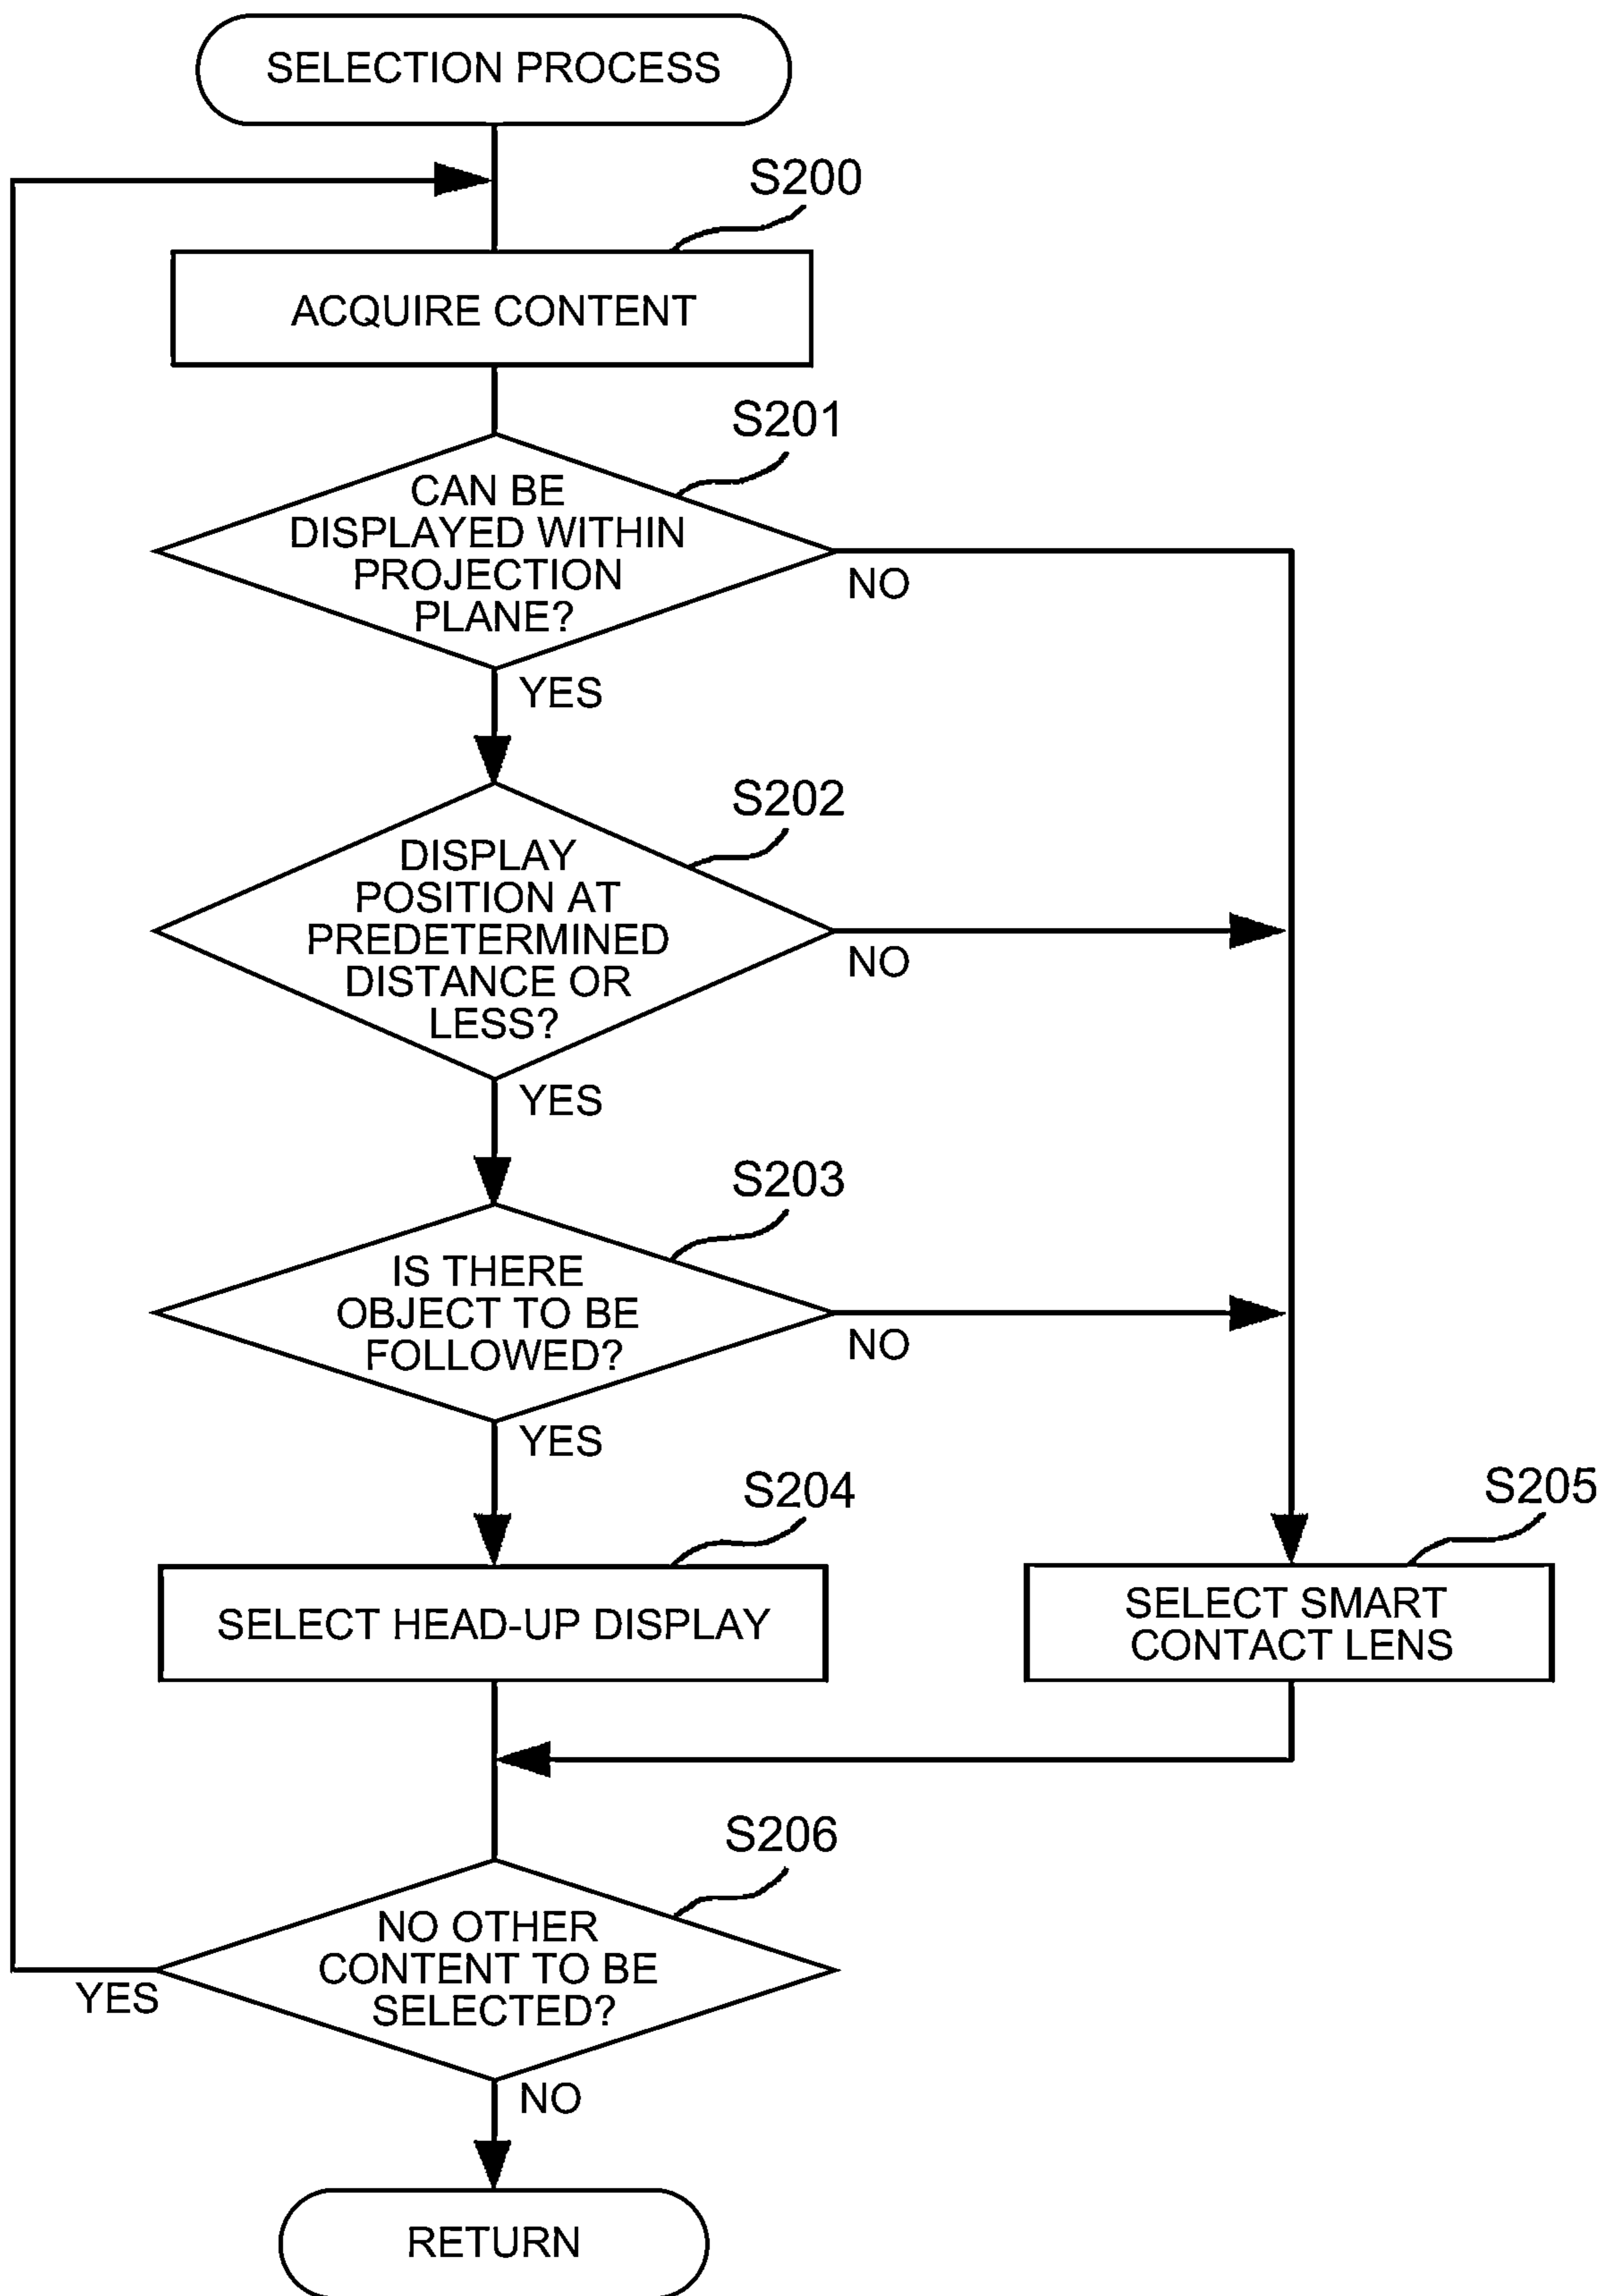 SELECTION PROCESS
S200
ACQUIRE CONTENT
S201
CAN BE
DISPLAYED WITHIN
PROJECTION
PLANE?
NO
YES
S202
DISPLAY
POSITION AT
PREDETERMINED
DISTANCE OR
LESS?
NO
YES
S203
IS THERE
OBJECT TO BE
FOLLOWED?
NO
YES
S204
SELECT HEAD-UP DISPLAY
S205
SELECT SMART
CONTACT LENS
S206
NO OTHER
CONTENT TO BE
SELECTED?
YES
NO
RETURN